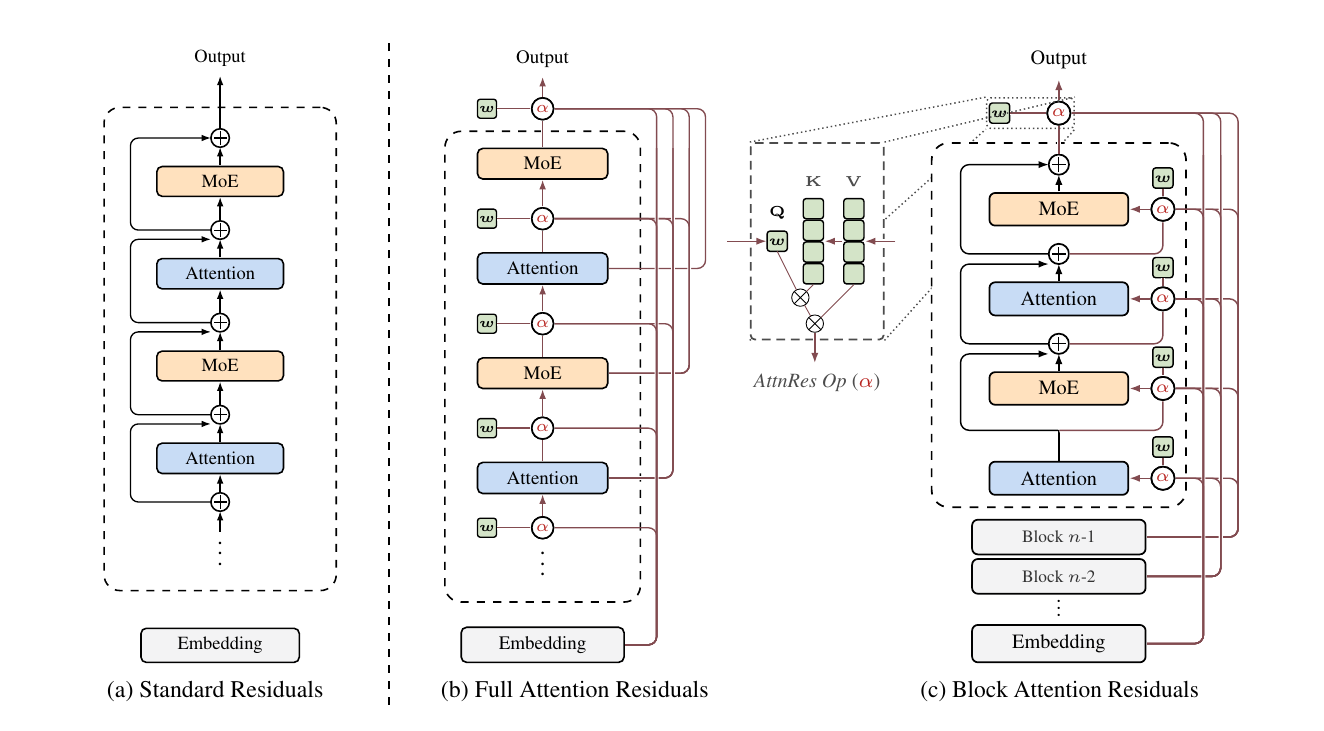 Output
MoE
Attention
MoE
Attention
Embedding
(a) Standard Residuals
Output
w α
MoE
w α
Attention
w α
MoE
w α
Attention
w α
Embedding
(b) Full Attention Residuals
K V
Q
w
AttnRes Op (α)
Output
w α
w
MoE α
w
Attention α
w
MoE α
w
Attention α
Block n-1
Block n-2
Embedding
(c) Block Attention Residuals